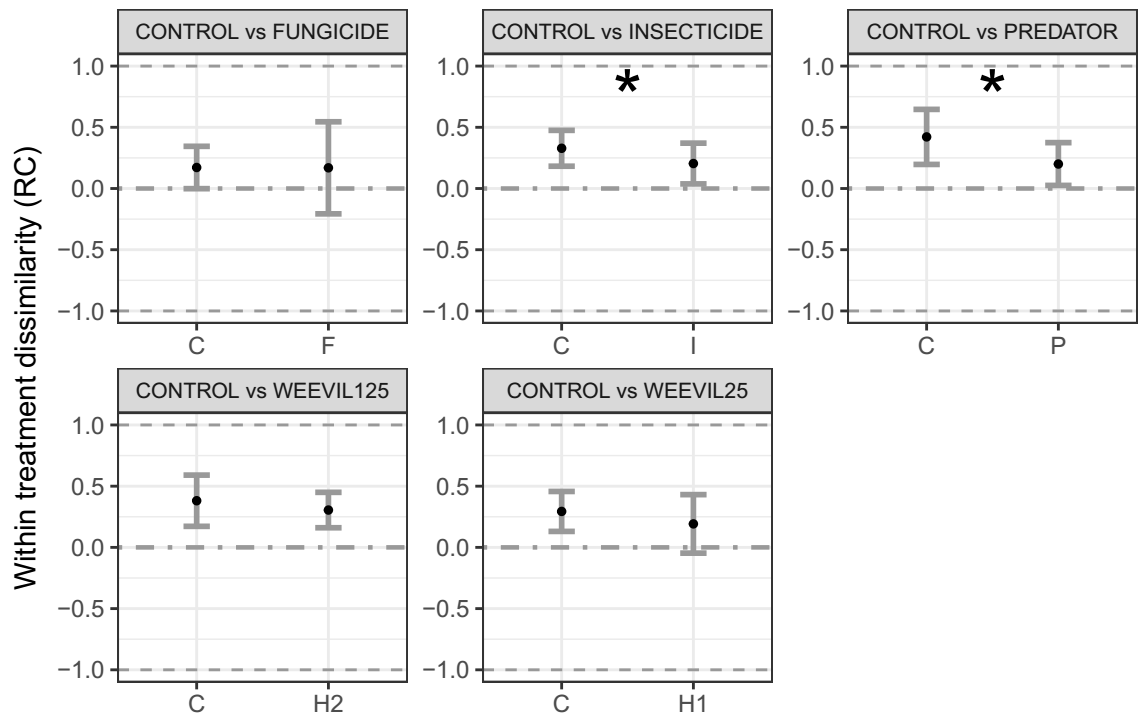 Within treatment dissimilarity (RC)
CONTROL vs FUNGICIDE
1.0
0.5
0.0
−0.5
−1.0
C F
CONTROL vs INSECTICIDE
*
1.0
0.5
0.0
−0.5
−1.0
C I
CONTROL vs PREDATOR
*
1.0
0.5
0.0
−0.5
−1.0
C P
CONTROL vs WEEVIL125
1.0
0.5
0.0
−0.5
−1.0
C H2
CONTROL vs WEEVIL25
1.0
0.5
0.0
−0.5
−1.0
C H1